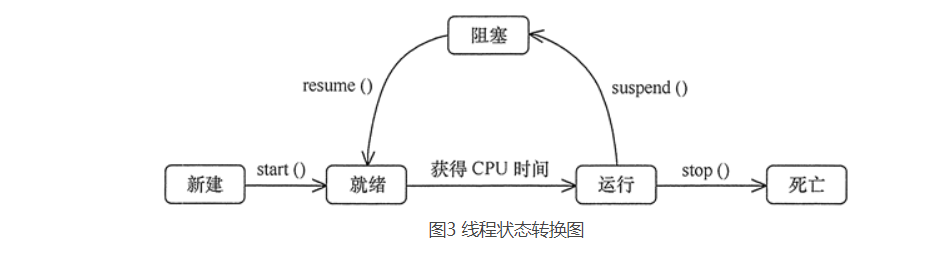 阻塞
resume ()
suspend ()
新建
start ()
就绪
获得 CPU 时间
运行
stop ()
死亡
图3 线程状态转换图